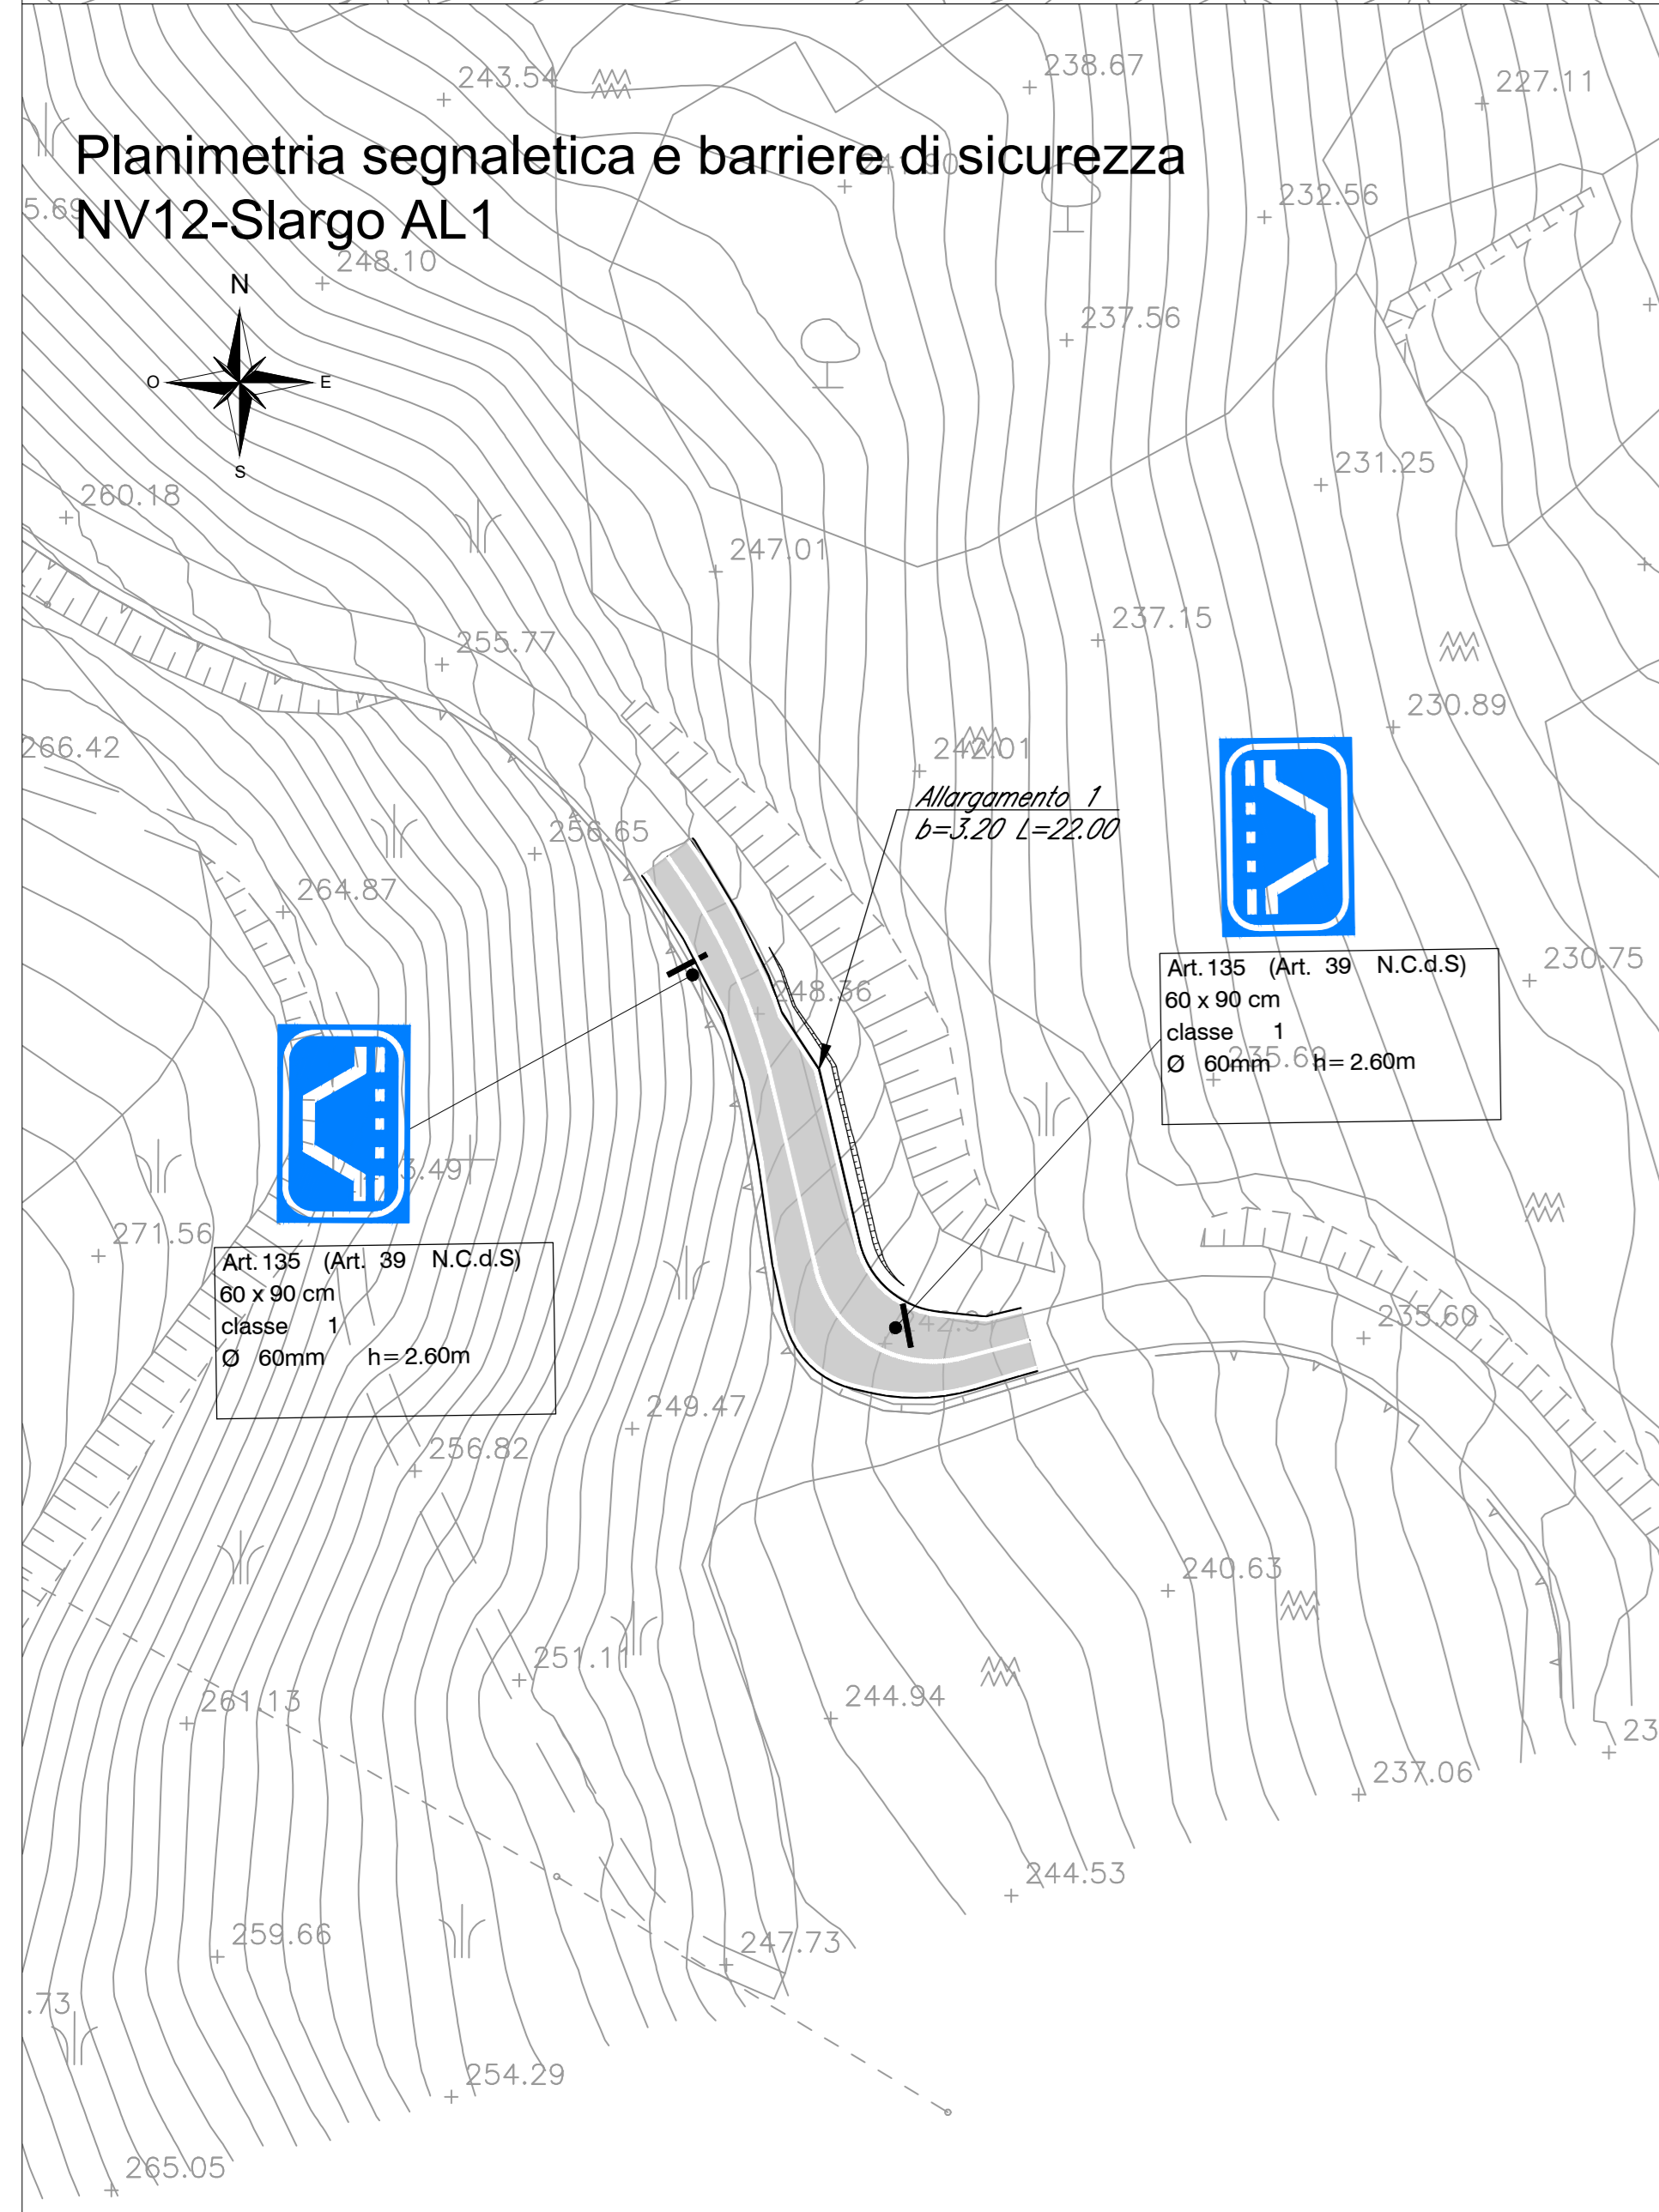 243.54
238.67
227.11
Planimetria segnaletica e barriere di sicurezza
232.56
NV12-Slargo AL1
248.10
N
O
E
S
237.56
231.25
260.18
247.01
237.15
255.77
230.89
266.42
242.01
Allargamento 1
b=3.20 L=22.00
256.65
264.87
248.36
Art.135 (Art. 39 N.C.d.S)
60 x 90 cm
classe 1
Ø 60mm h=2.60m
230.75
235.69
271.56
Art.135 (Art. 39 N.C.d.S)
60 x 90 cm
classe 1
Ø 60mm h=2.60m
235.60
249.47
256.82
240.63
251.11
261.13
244.94
237.06
244.53
259.66
247.73
254.29
265.05